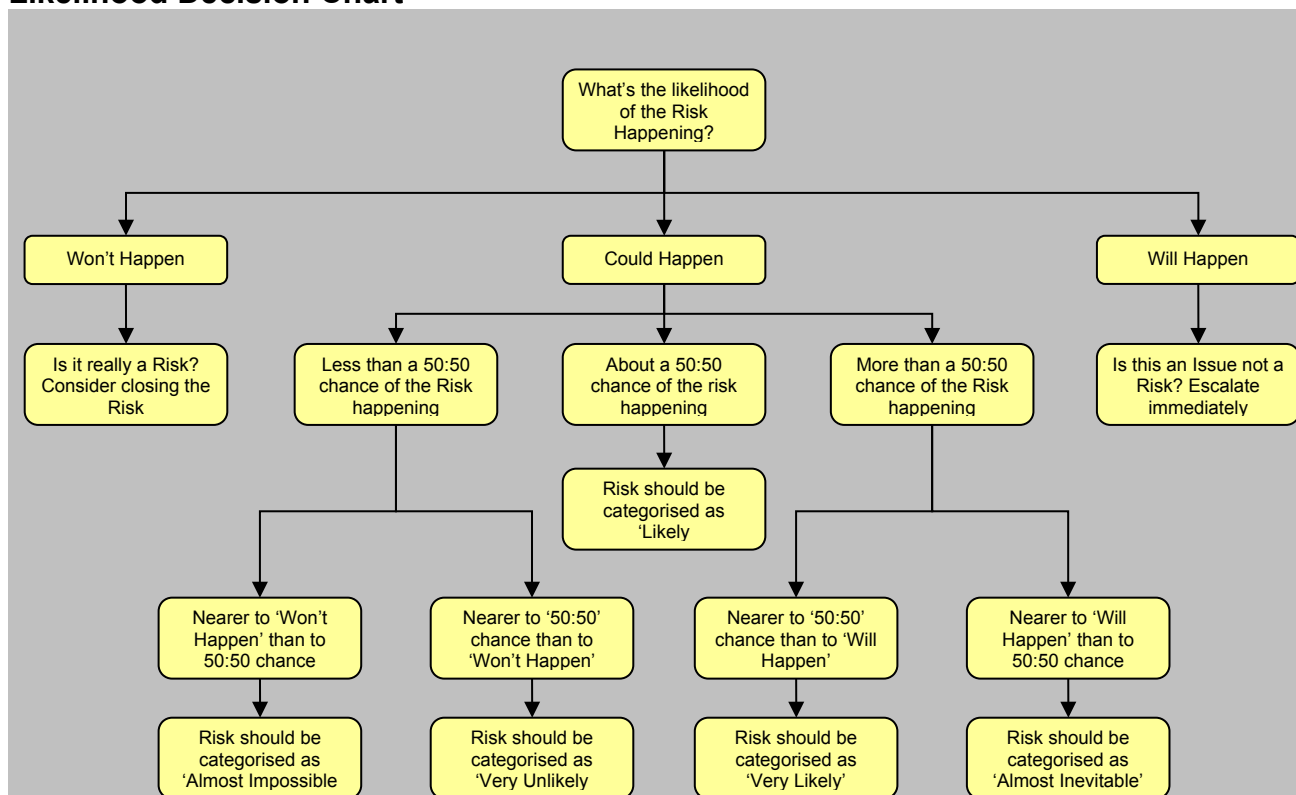 Likelihood Decision Chart
What's the likelihood
of the Risk
Happening?
Won't Happen
Could Happen
Will Happen
Is it really a Risk?
Consider closing the
Risk
Less than a 50:50
chance of the Risk
happening
About a 50:50
chance of the risk
happening
More than a 50:50
chance of the Risk
happening
Is this an Issue not a
Risk? Escalate
immediately
Risk should be
categorised as
‘Likely
Nearer to ‘Won't
Happen’ than to
50:50 chance
Nearer to ‘50:50’
chance than to
‘Won't Happen’
Nearer to ‘50:50’
chance than to ‘Will
Happen’
Nearer to ‘Will
Happen’ than to
50:50 chance
Risk should be
categorised as
‘Almost Impossible
Risk should be
categorised as
‘Very Unlikely
Risk should be
categorised as
‘Very Likely’
Risk should be
categorised as
‘Almost Inevitable’